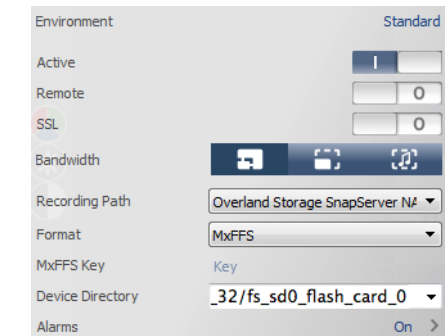 Environment Standard
Active I
Remote O
SSL O
Bandwidth
Recording Path Overland Storage SnapServer NA
Format MxFFS
MxFFS Key Key
Device Directory _32/fs_sd0_flash_card_0
Alarms On